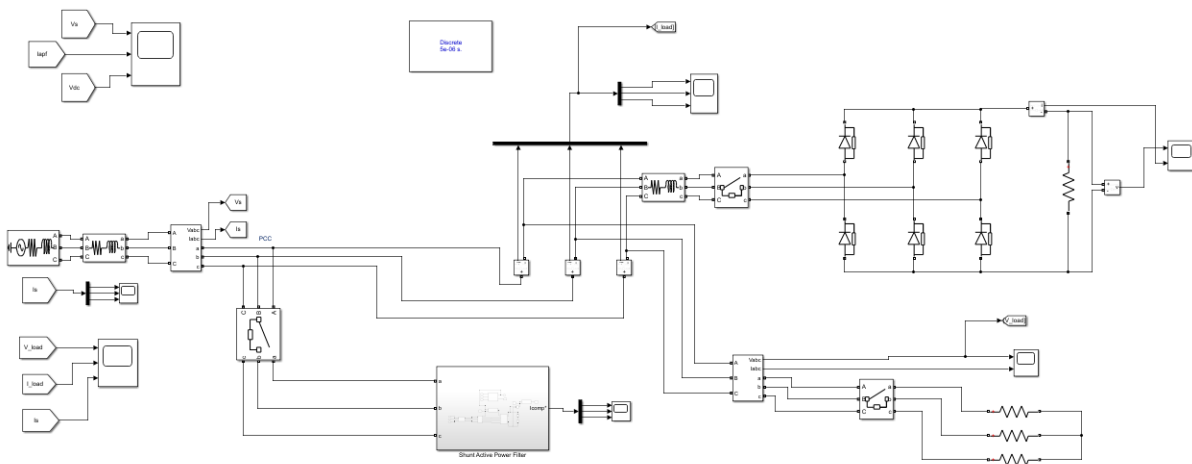 Vs
Iapf
Vdc
Discrete
5e-06 s.
[I_load]
A a
B b
C c
A a
B b
C c
Vs
Is
PCC
A
B
C
A a
B b
C c
A
B
C
Vabc
Iabc
a
b
c
Is
C B A
c b a
V_load
I_load
Is
a
b
c
Icomp*
Shunt Active Power Filter
[V_load]
A
B
C
Vabc
Iabc
a
b
c
A a
B b
C c